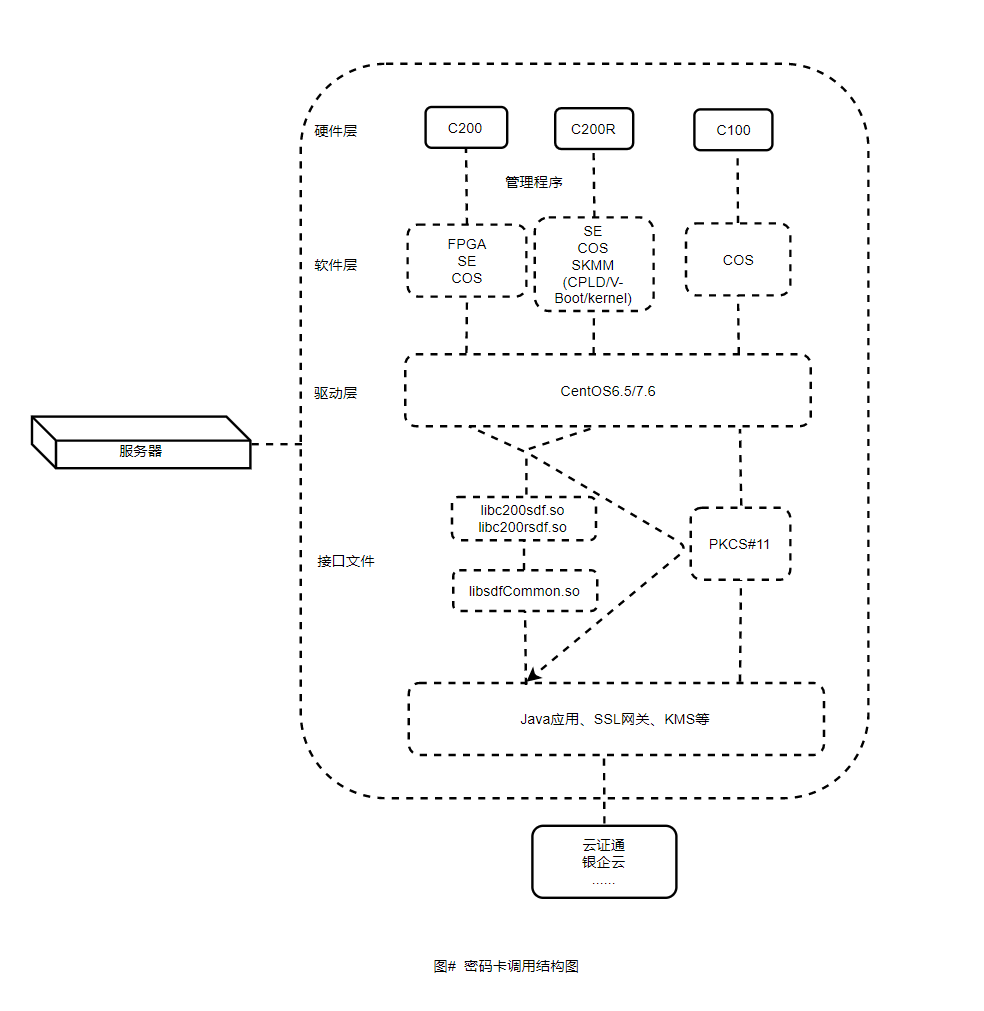 硬件层
C200
C200R
C100
管理程序
软件层
FPGA
SE
COS
SE
COS
SKMM
(CPLD/V-
Boot/kernel)
COS
驱动层
CentOS6.5/7.6
服务器
libc200sdf.so
libc200rsdf.so
PKCS#11
接口文件
libsdfCommon.so
Java应用、SSL网关、KMS等
云证通
银企云
......
图# 密码卡调用结构图